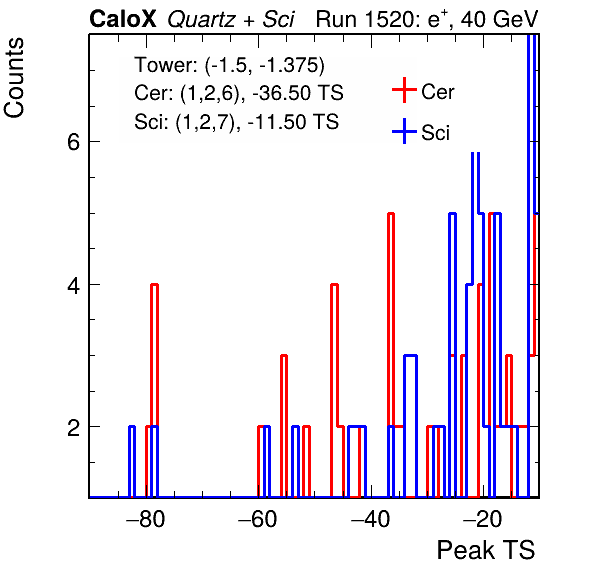 CaloX Quartz + Sci Run 1520: e+, 40 GeV
Counts
Tower: (-1.5, -1.375)
Cer: (1,2,6), -36.50 TS
Sci: (1,2,7), -11.50 TS
Cer
Sci
6
4
2
−80 −60 −40 −20
Peak TS